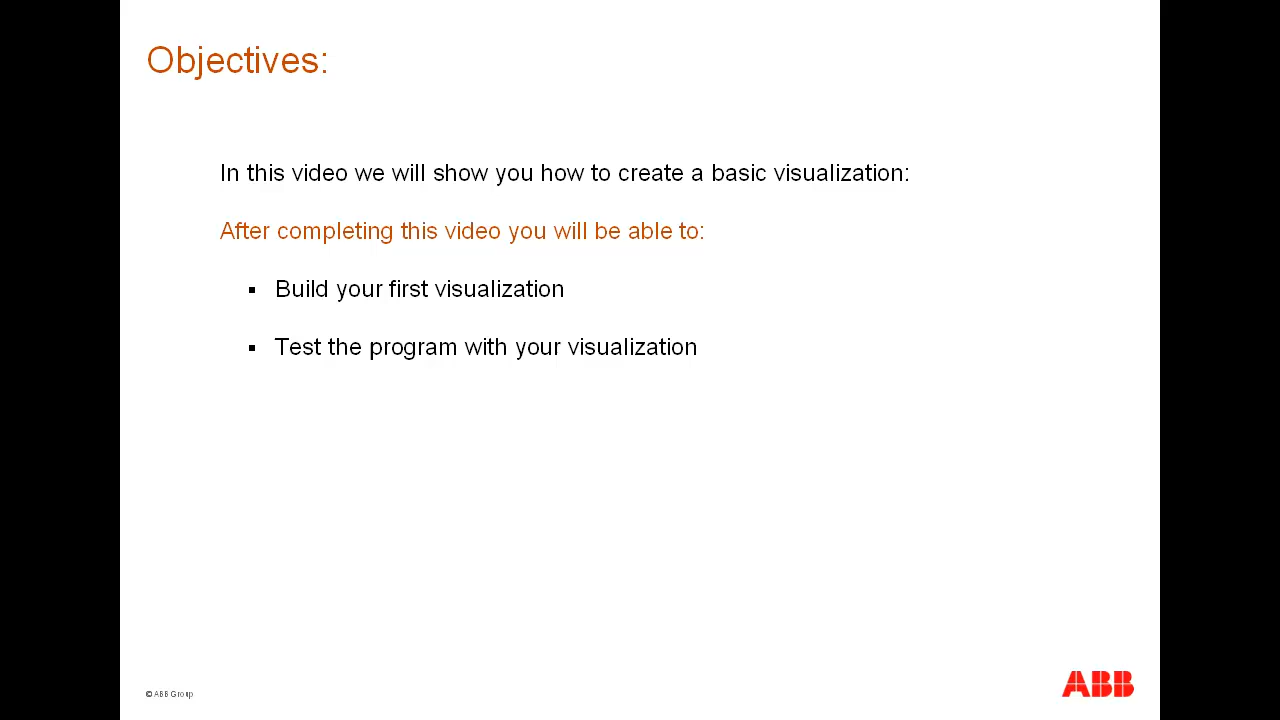 Objectives:
In this video we will show you how to create a basic visualization:
After completing this video you will be able to:
▪ Build your first visualization
▪ Test the program with your visualization
© ABB Group
ABB